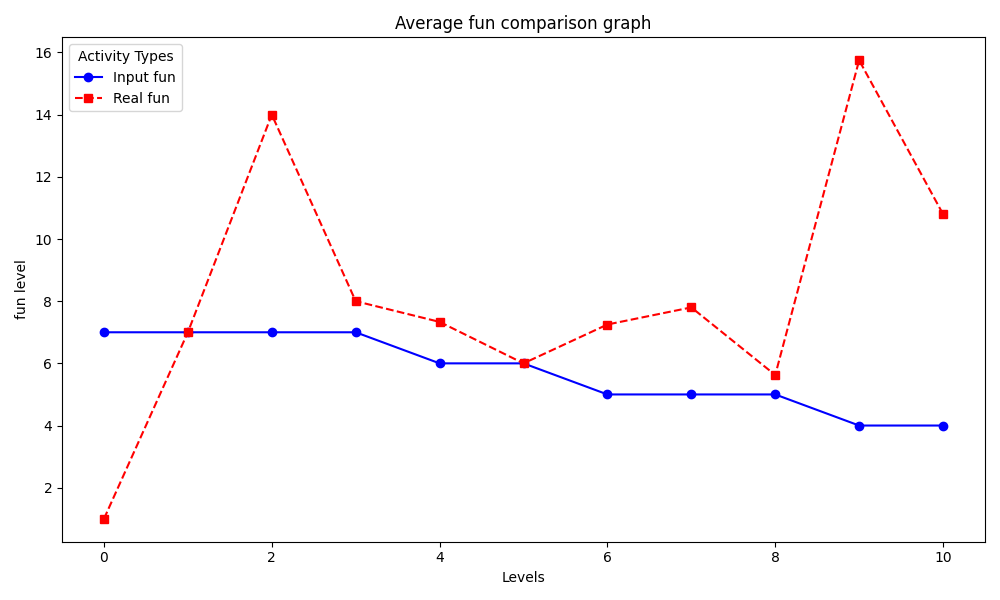 Average fun comparison graph
Activity Types
Input fun
Real fun
16
14
12
10
8
6
4
2
fun level
0 2 4 6 8 10
Levels